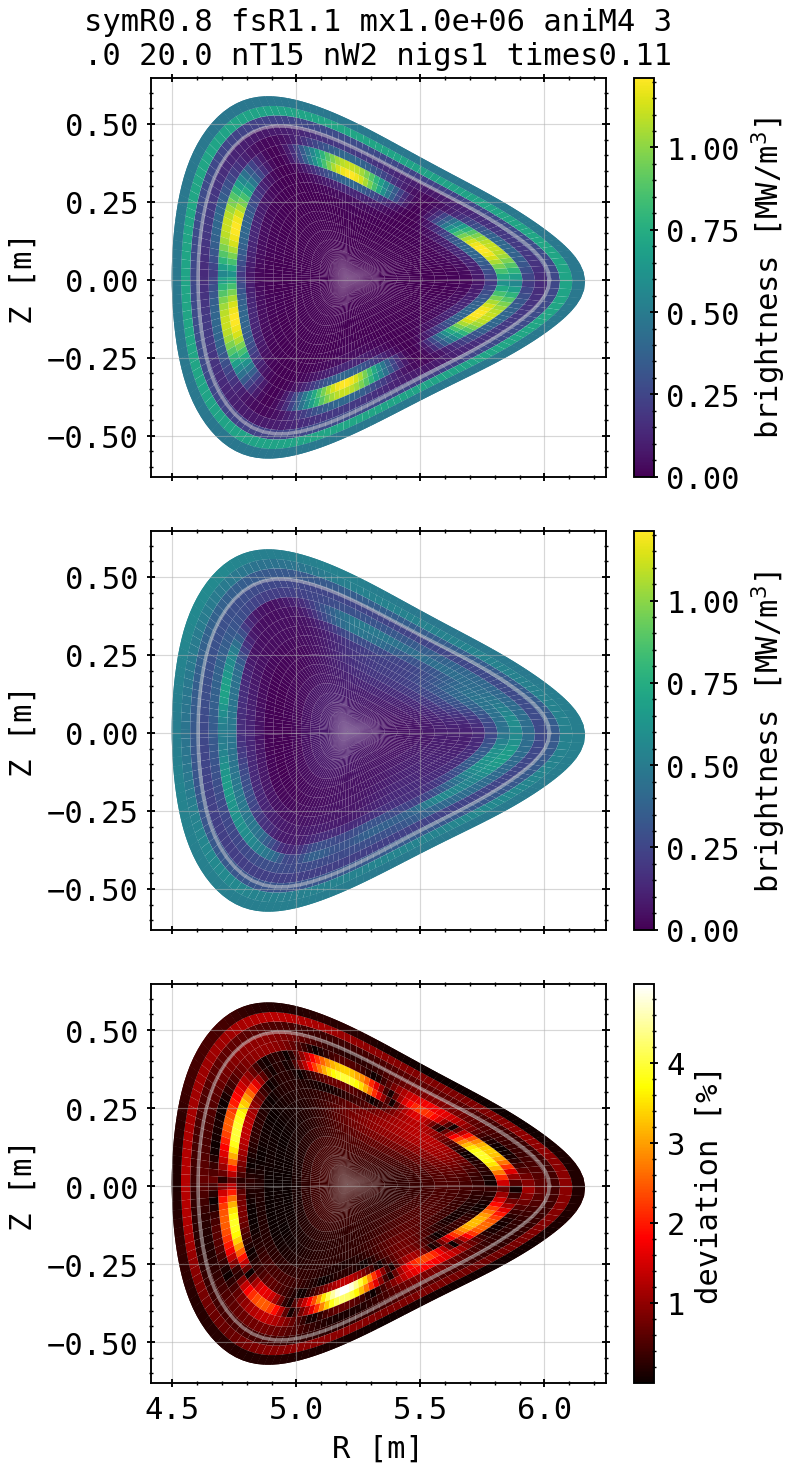 symR0.8 fsR1.1 mx1.0e+06 aniM4 3
.0 20.0 nT15 nW2 nigs1 times0.11
0.50
0.25
0.00
−0.25
−0.50
Z [m]
1.00
0.75
0.50
0.25
0.00
brightness [MW/m³]
0.50
0.25
0.00
−0.25
−0.50
Z [m]
1.00
0.75
0.50
0.25
0.00
brightness [MW/m³]
0.50
0.25
0.00
−0.25
−0.50
Z [m]
4
3
2
1
deviation [%]
4.5 5.0 5.5 6.0
R [m]